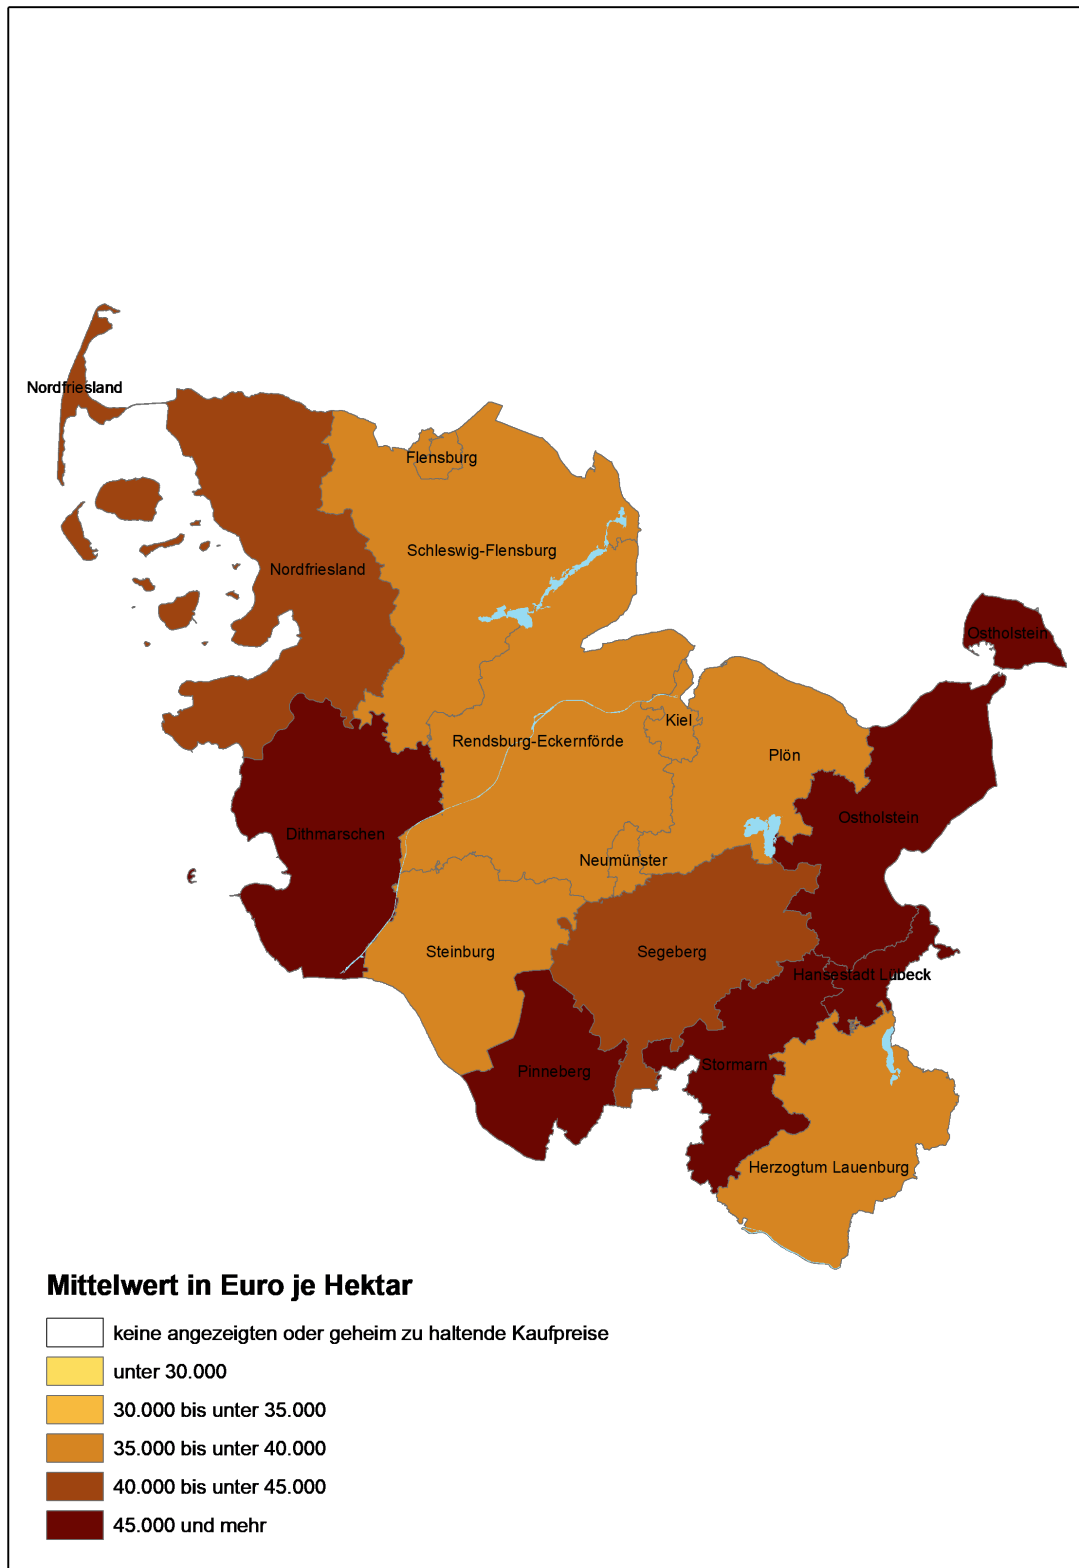 Nordfriesland
Flensburg
Schleswig-Flensburg
Nordfriesland
Ostholstein
Kiel
Rendsburg-Eckernförde
Plön
Ostholstein
Dithmarschen
Neumünster
Steinburg
Segeberg
Hansestadt Lübeck
Pinneberg
Stormarn
Herzogtum Lauenburg
Mittelwert in Euro je Hektar
keine angezeigten oder geheim zu haltende Kaufpreise
unter 30.000
30.000 bis unter 35.000
35.000 bis unter 40.000
40.000 bis unter 45.000
45.000 und mehr